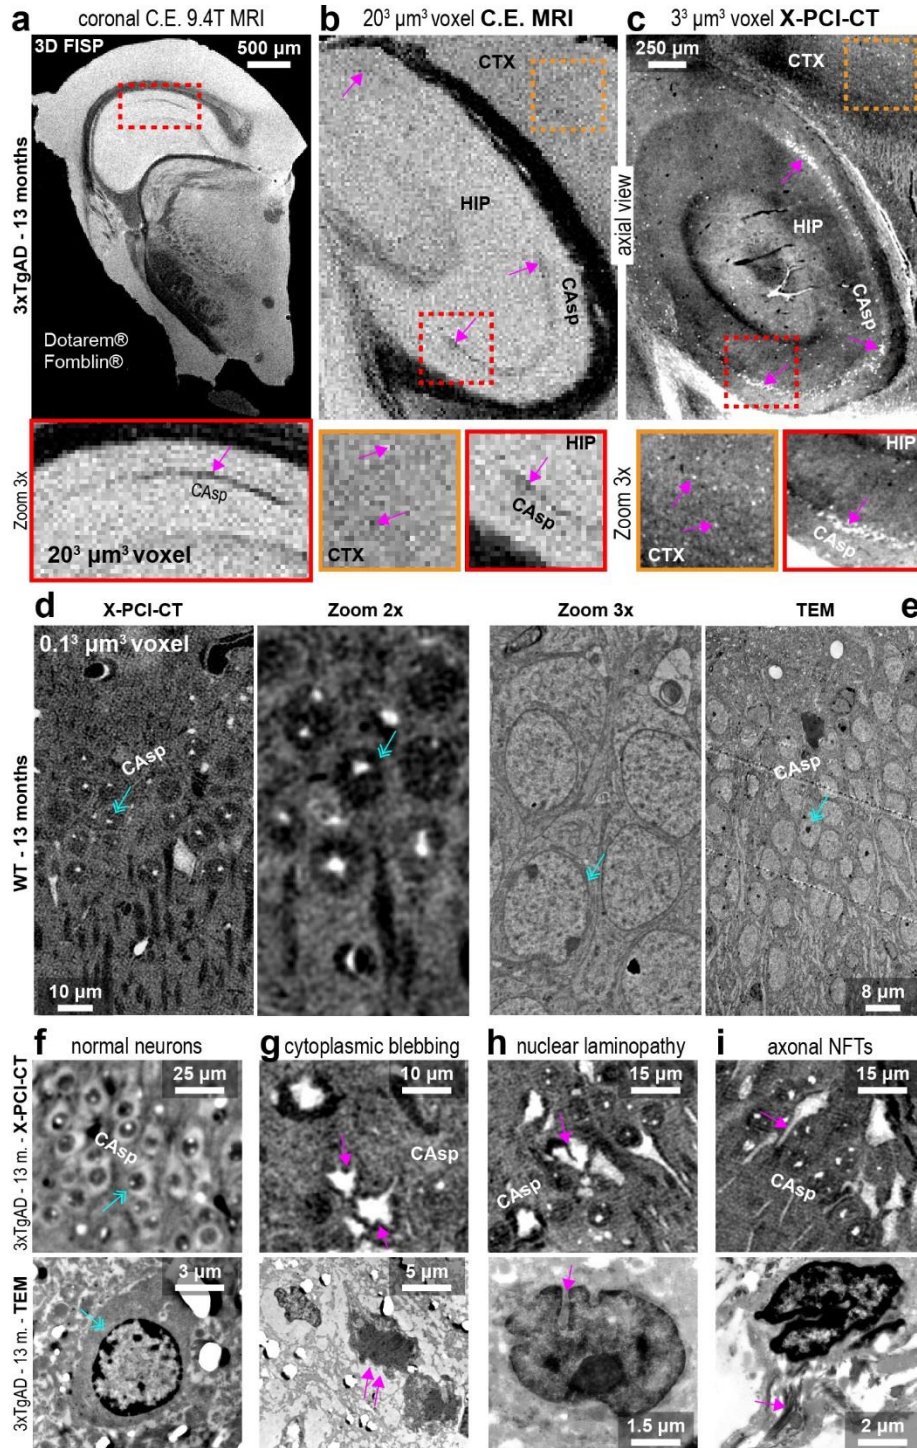 a coronal C.E. 9.4T MRI
b 20³ µm³ voxel C.E. MRI
c 3³ µm³ voxel X-PCI-CT
3D FISP
500 µm
3xTgAD - 13 months
Dotarem®
Fomblin®
CTX
HIP
CAsp
250 µm
axial view
CTX
HIP
CAsp
Zoom 3x
CAsp
20³ µm³ voxel
CTX
HIP
CAsp
Zoom 3x
CTX
HIP
CAsp
d X-PCI-CT
Zoom 2x
Zoom 3x
TEM e
WT - 13 months
0.1³ µm³ voxel
CAsp
10 µm
CAsp
8 µm
f normal neurons
g cytoplasmic blebbing
h nuclear laminopathy
i axonal NFTs
3xTgAD - 13 m. - X-PCI-CT
25 µm
CAsp
10 µm
CAsp
15 µm
CAsp
15 µm
CAsp
3xTgAD - 13 m. - TEM
3 µm
5 µm
1.5 µm
2 µm